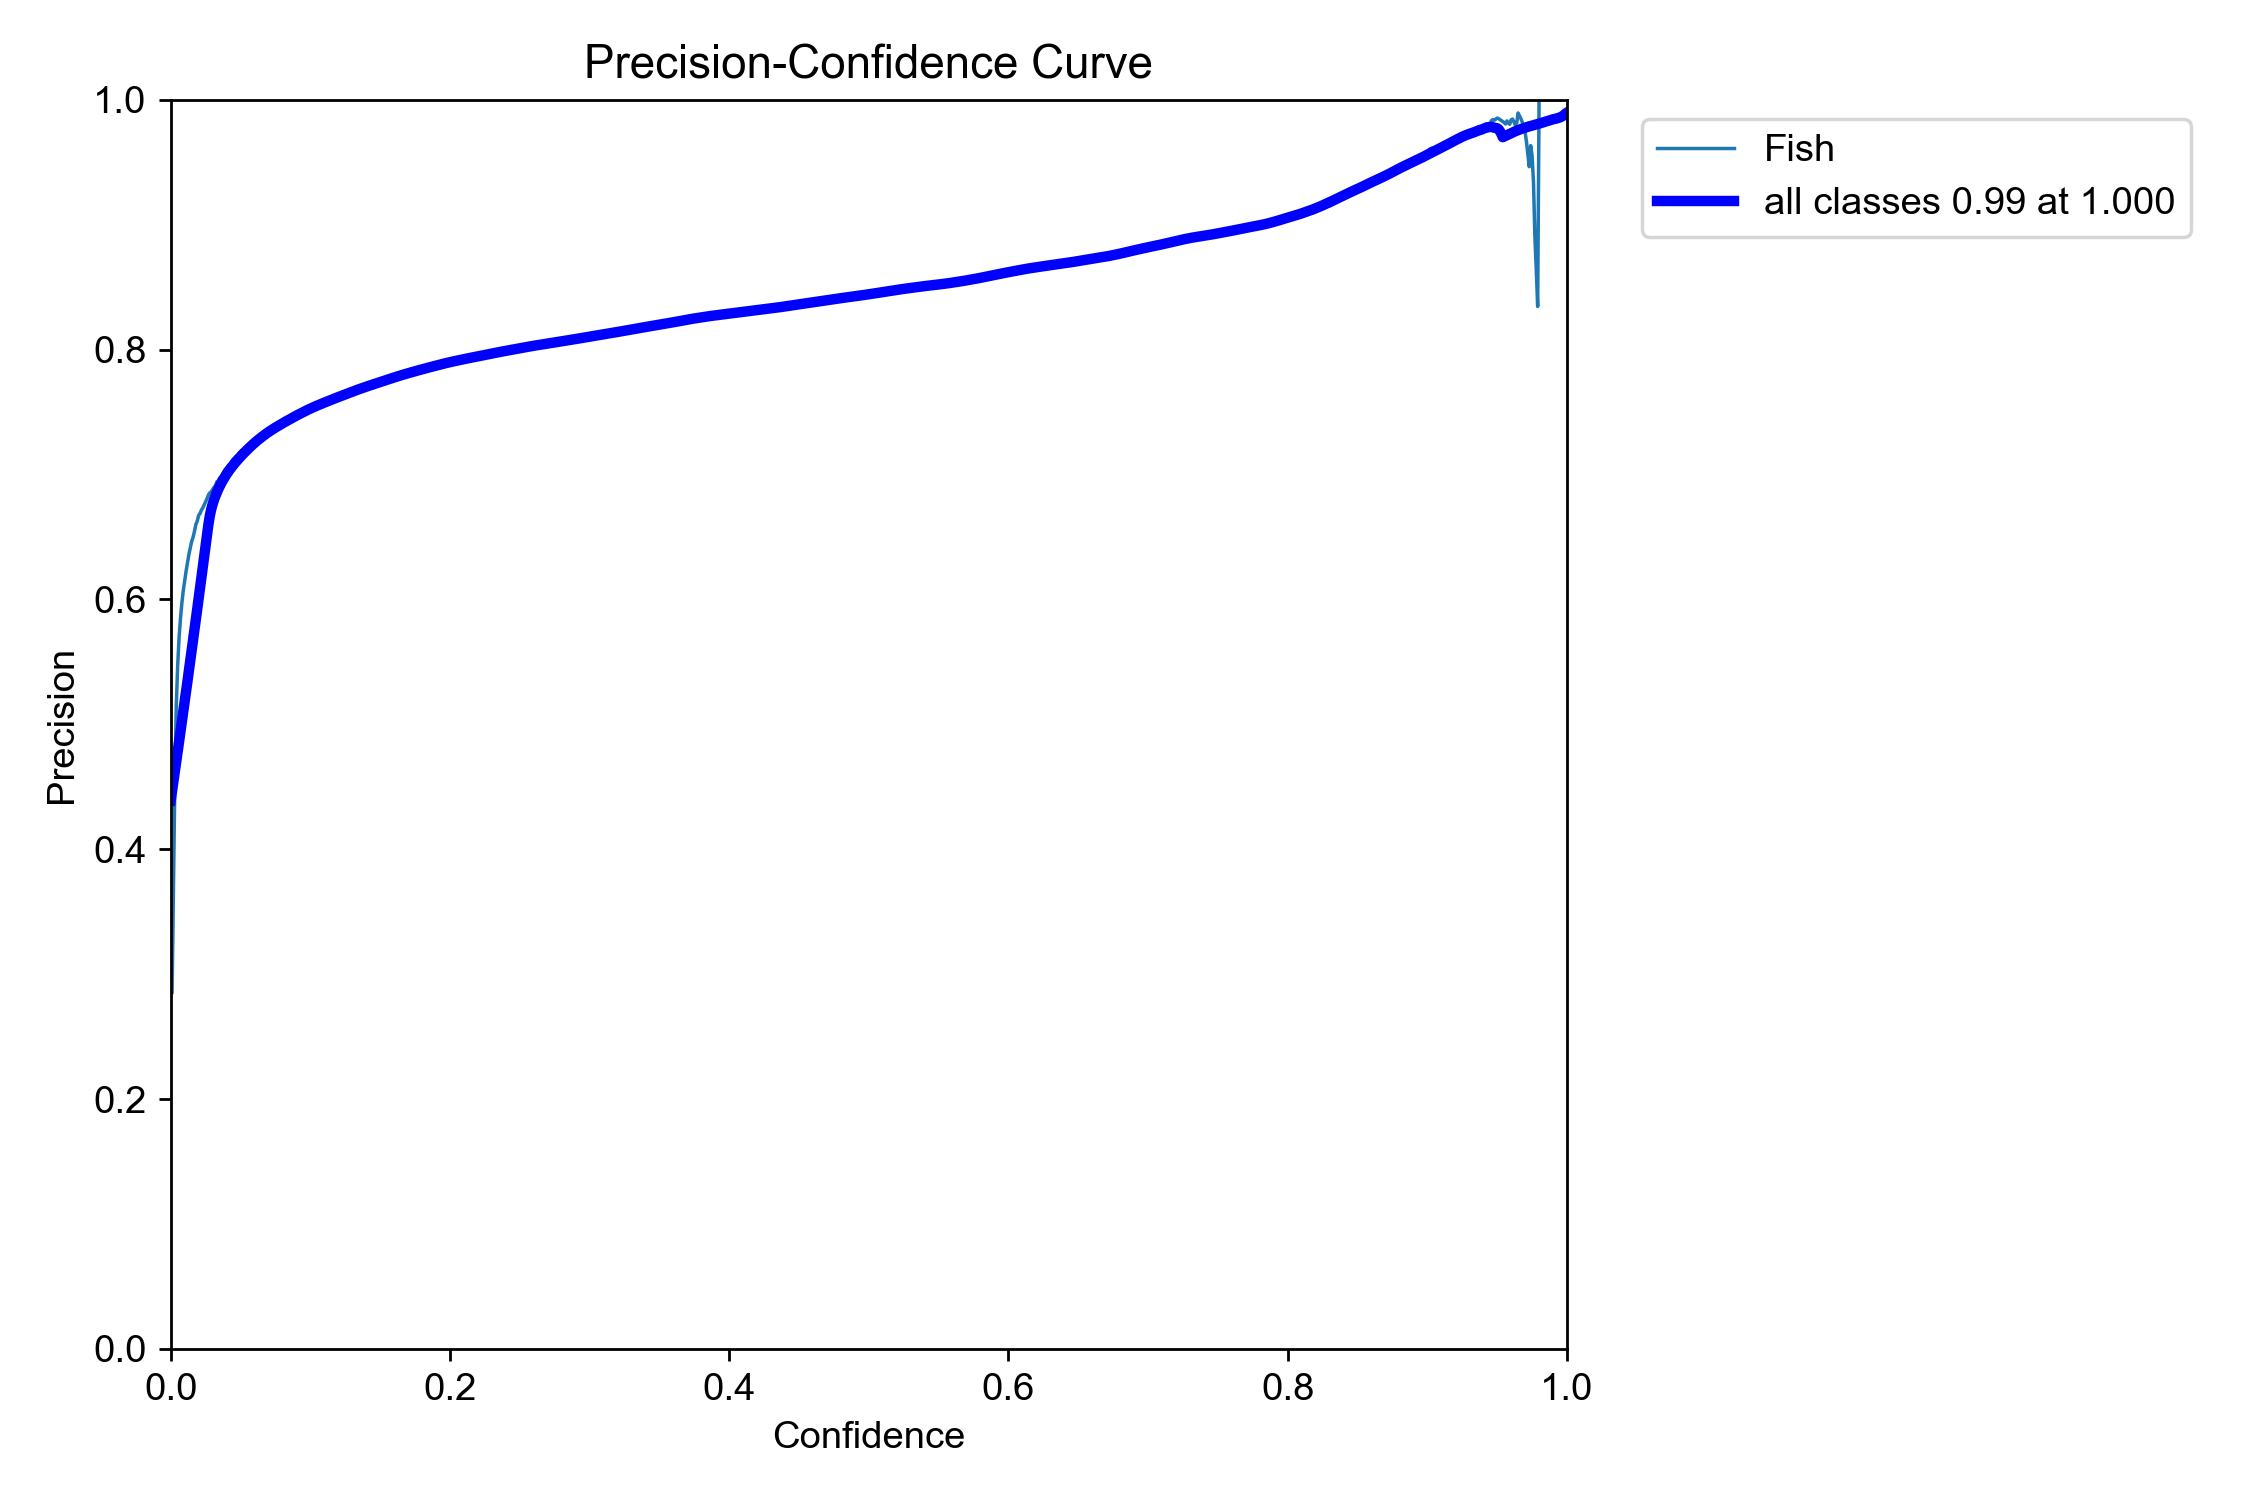 Precision-Confidence Curve
1.0
0.8
0.6
0.4
0.2
0.0
Precision
0.0 0.2 0.4 0.6 0.8 1.0
Confidence
Fish
all classes 0.99 at 1.000